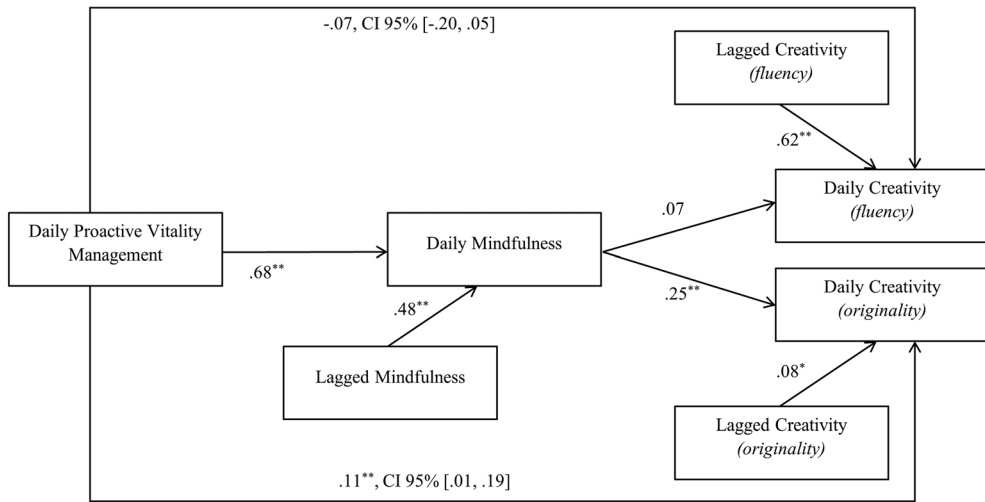 -.07, CI 95% [-.20, .05]
Lagged Creativity
(fluency)
.62**
Daily Creativity
(fluency)
.07
Daily Proactive Vitality
Management
Daily Mindfulness
.68**
.25**
Daily Creativity
(originality)
.48**
Lagged Mindfulness
.08*
Lagged Creativity
(originality)
.11**, CI 95% [.01, .19]